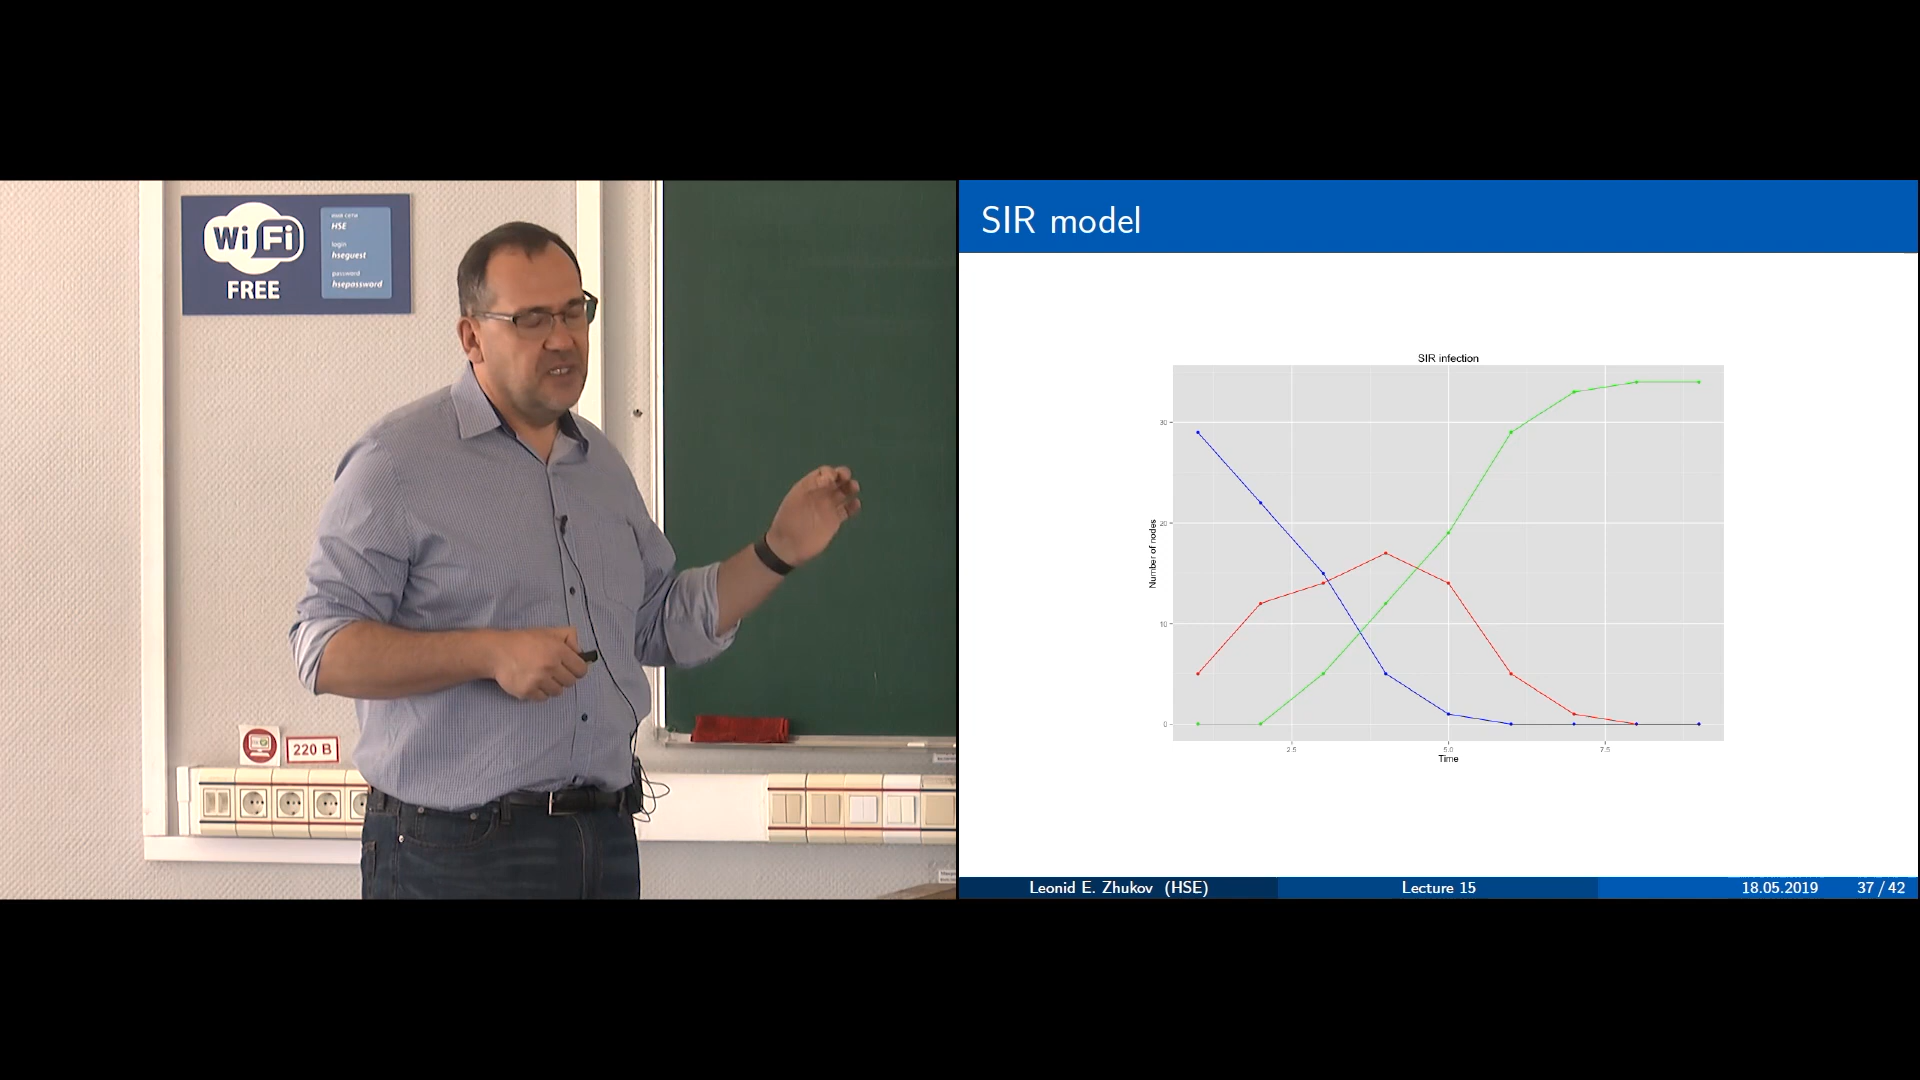 Wi Fi
FREE
HSE
login
hseguest
password
hsepassword
220 В
SIR model
SIR infection
Number of nodes
30
20
10
0
2.5
5.0
7.5
Time
Leonid E. Zhukov (HSE)
Lecture 15
18.05.2019
37 / 42